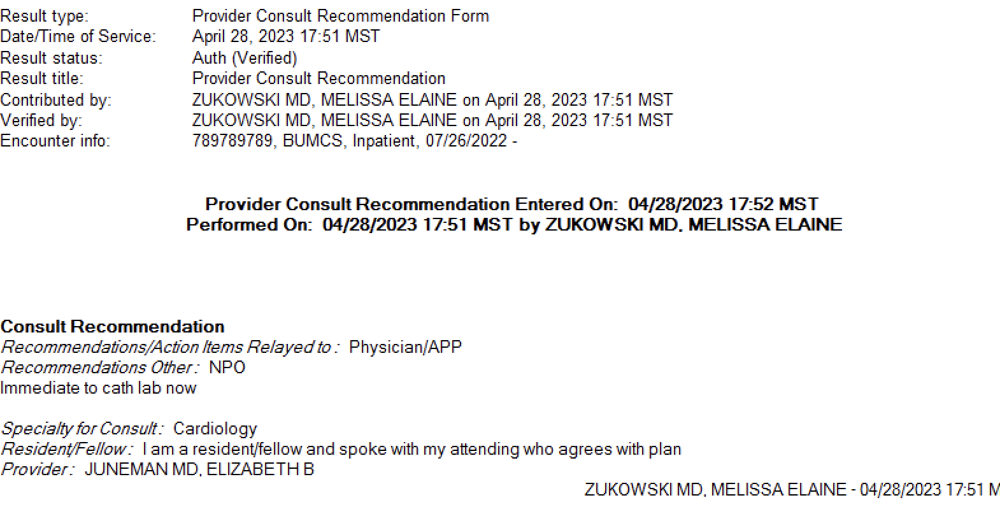 Result type: Provider Consult Recommendation Form
Date/Time of Service: April 28, 2023 17:51 MST
Result status: Auth (Verified)
Result title: Provider Consult Recommendation
Contributed by: ZUKOWSKI MD, MELISSA ELAINE on April 28, 2023 17:51 MST
Verified by: ZUKOWSKI MD, MELISSA ELAINE on April 28, 2023 17:51 MST
Encounter info: 789789789, BUMCS, Inpatient, 07/26/2022 -
Provider Consult Recommendation Entered On: 04/28/2023 17:52 MST
Performed On: 04/28/2023 17:51 MST by ZUKOWSKI MD, MELISSA ELAINE
Consult Recommendation
Recommendations/Action Items Relayed to : Physician/APP
Recommendations Other : NPO
Immediate to cath lab now
Specialty for Consult : Cardiology
Resident/Fellow : I am a resident/fellow and spoke with my attending who agrees with plan
Provider : JUNEMAN MD, ELIZABETH B
ZUKOWSKI MD, MELISSA ELAINE - 04/28/2023 17:51 M